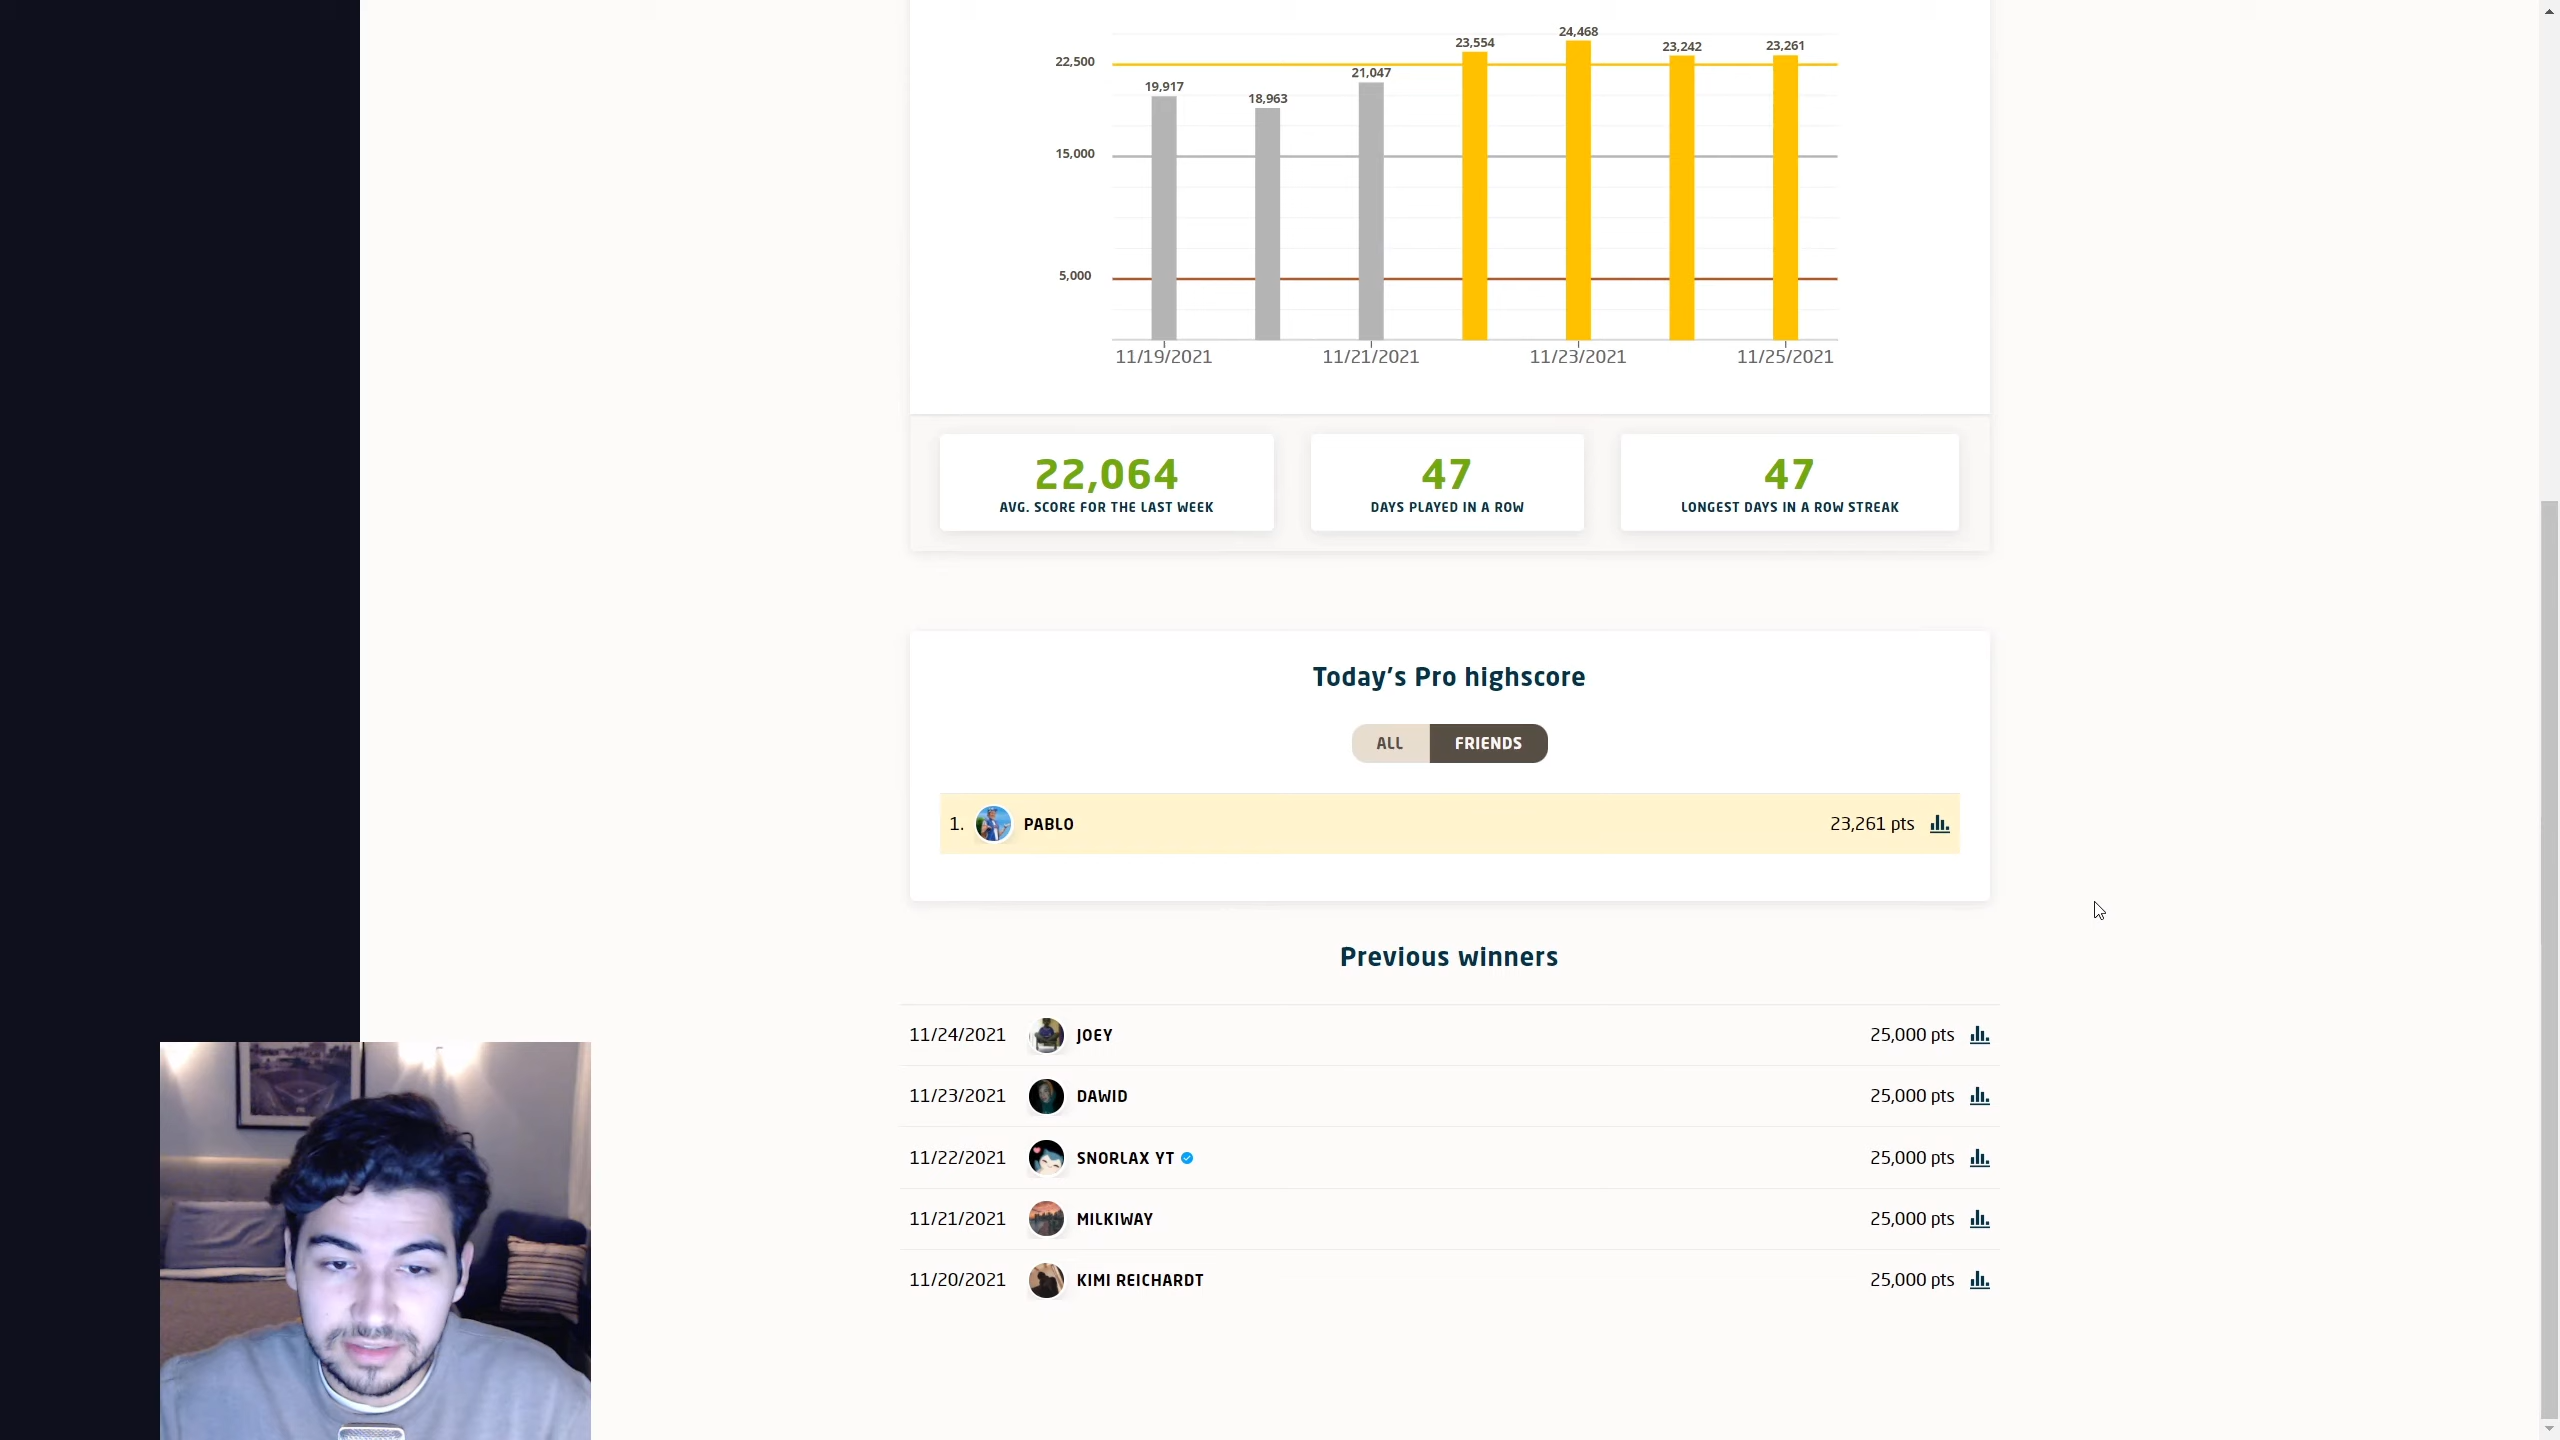 24,468
23,554
23,242
23,261
22,500
21,047
19,917
18,963
15,000
5,000
11/19/2021 11/21/2021 11/23/2021 11/25/2021
22,064
AVG. SCORE FOR THE LAST WEEK
47
DAYS PLAYED IN A ROW
47
LONGEST DAYS IN A ROW STREAK
Today's Pro highscore
ALL FRIENDS
1. PABLO 23,261 pts
Previous winners
11/24/2021 JOEY 25,000 pts
11/23/2021 DAWID 25,000 pts
11/22/2021 SNORLAX YT 25,000 pts
11/21/2021 MILKIWAY 25,000 pts
11/20/2021 KIMI REICHARDT 25,000 pts